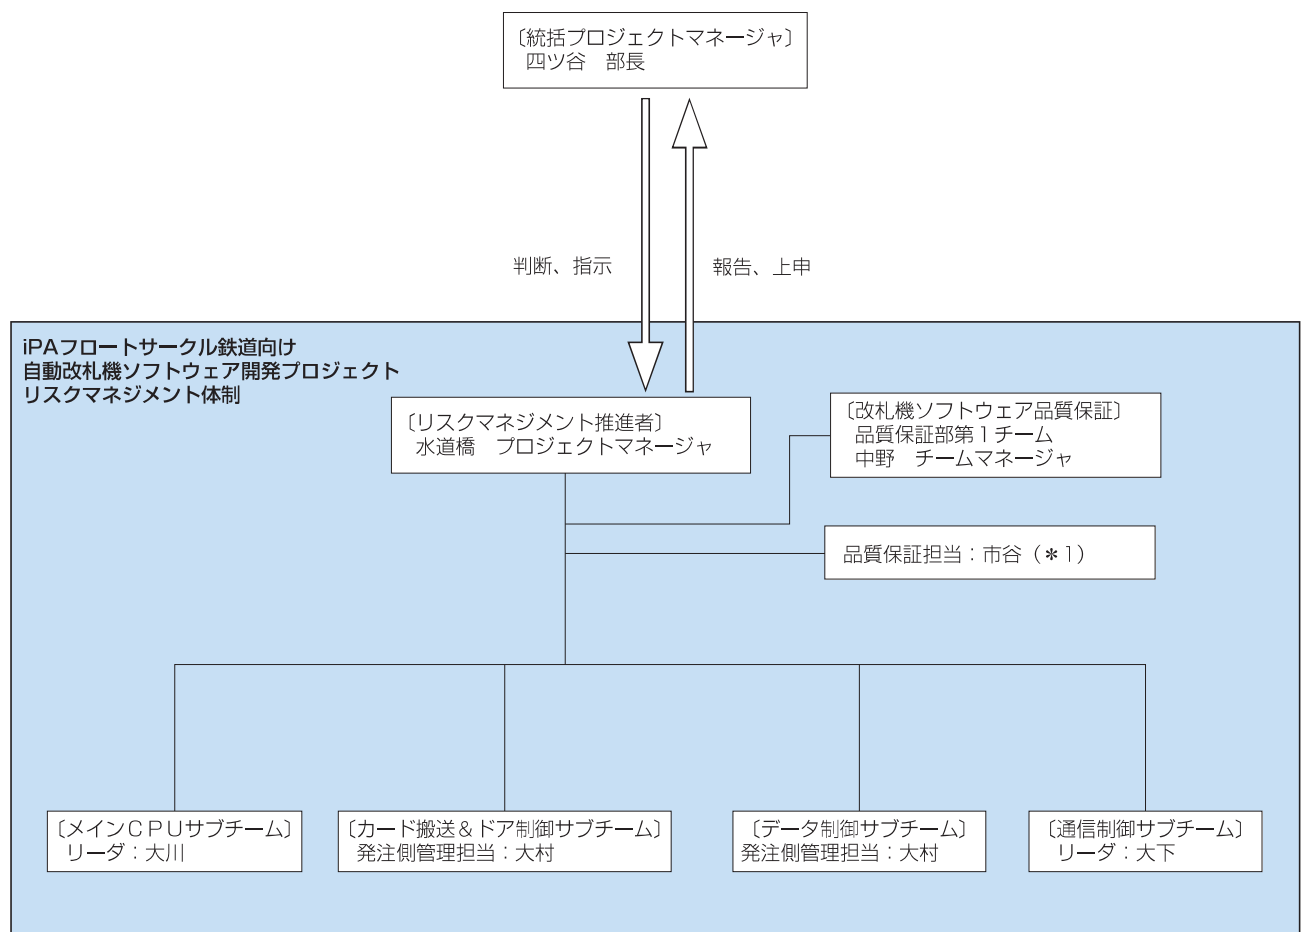 〔統括プロジェクトマネージャ〕
四ツ谷　部長
判断、指示
報告、上申
iPAフロートサークル鉄道向け
自動改札機ソフトウェア開発プロジェクト
リスクマネジメント体制
〔リスクマネジメント推進者〕
水道橋　プロジェクトマネージャ
〔改札機ソフトウェア品質保証〕
品質保証部第１チーム
中野　チームマネージャ
品質保証担当：市谷（＊１）
〔メインＣＰＵサブチーム〕
リーダ：大川
〔カード搬送＆ドア制御サブチーム〕
発注側管理担当：大村
〔データ制御サブチーム〕
発注側管理担当：大村
〔通信制御サブチーム〕
リーダ：大下